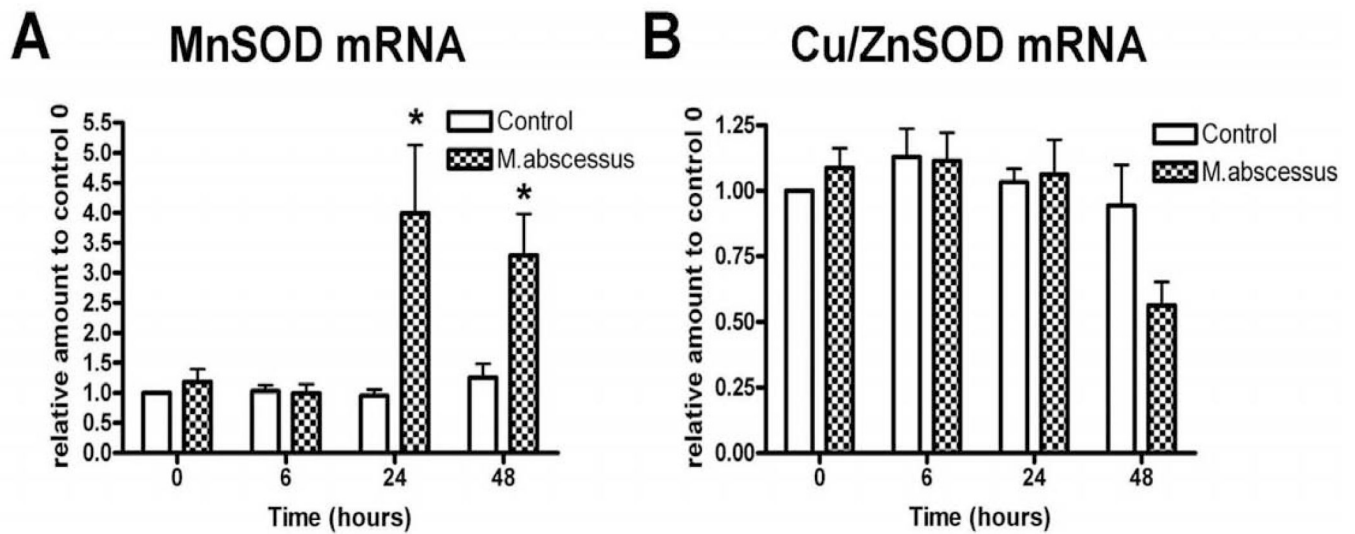 A MnSOD mRNA
relative amount to control 0
5.5
5.0
4.5
4.0
3.5
3.0
2.5
2.0
1.5
1.0
0.5
0.0
*
*
Control
M.abscessus
0 6 24 48
Time (hours)
B Cu/ZnSOD mRNA
relative amount to control 0
1.25
1.00
0.75
0.50
0.25
0.00
Control
M.abscessus
0 6 24 48
Time (hours)